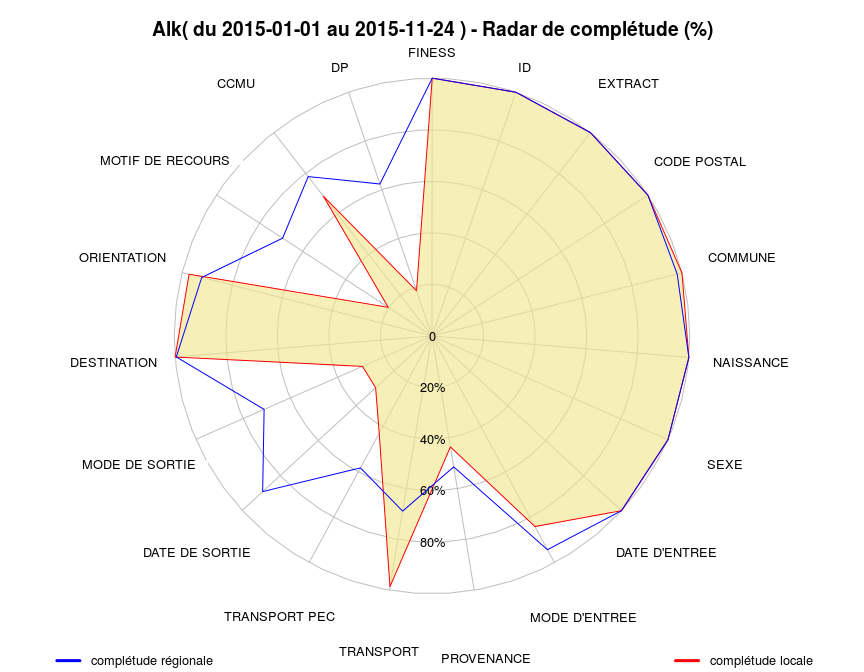 Alk( du 2015-01-01 au 2015-11-24 ) - Radar de complétude (%)
FINESS
DP
ID
CCMU
EXTRACT
MOTIF DE RECOURS
CODE POSTAL
ORIENTATION
COMMUNE
0
DESTINATION
NAISSANCE
20%
40%
MODE DE SORTIE
SEXE
60%
80%
DATE DE SORTIE
DATE D'ENTREE
TRANSPORT PEC
MODE D'ENTREE
TRANSPORT
PROVENANCE
complétude régionale
complétude locale